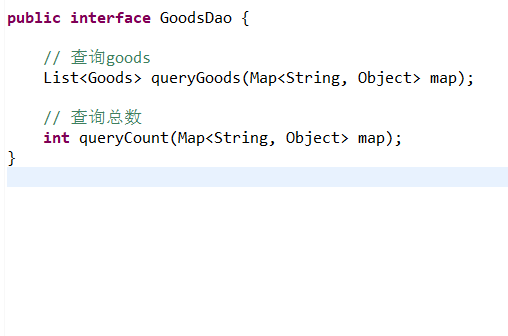 public interface GoodsDao {
// 查询goods
List<Goods> queryGoods(Map<String, Object> map);
// 查询总数
int queryCount(Map<String, Object> map);
}